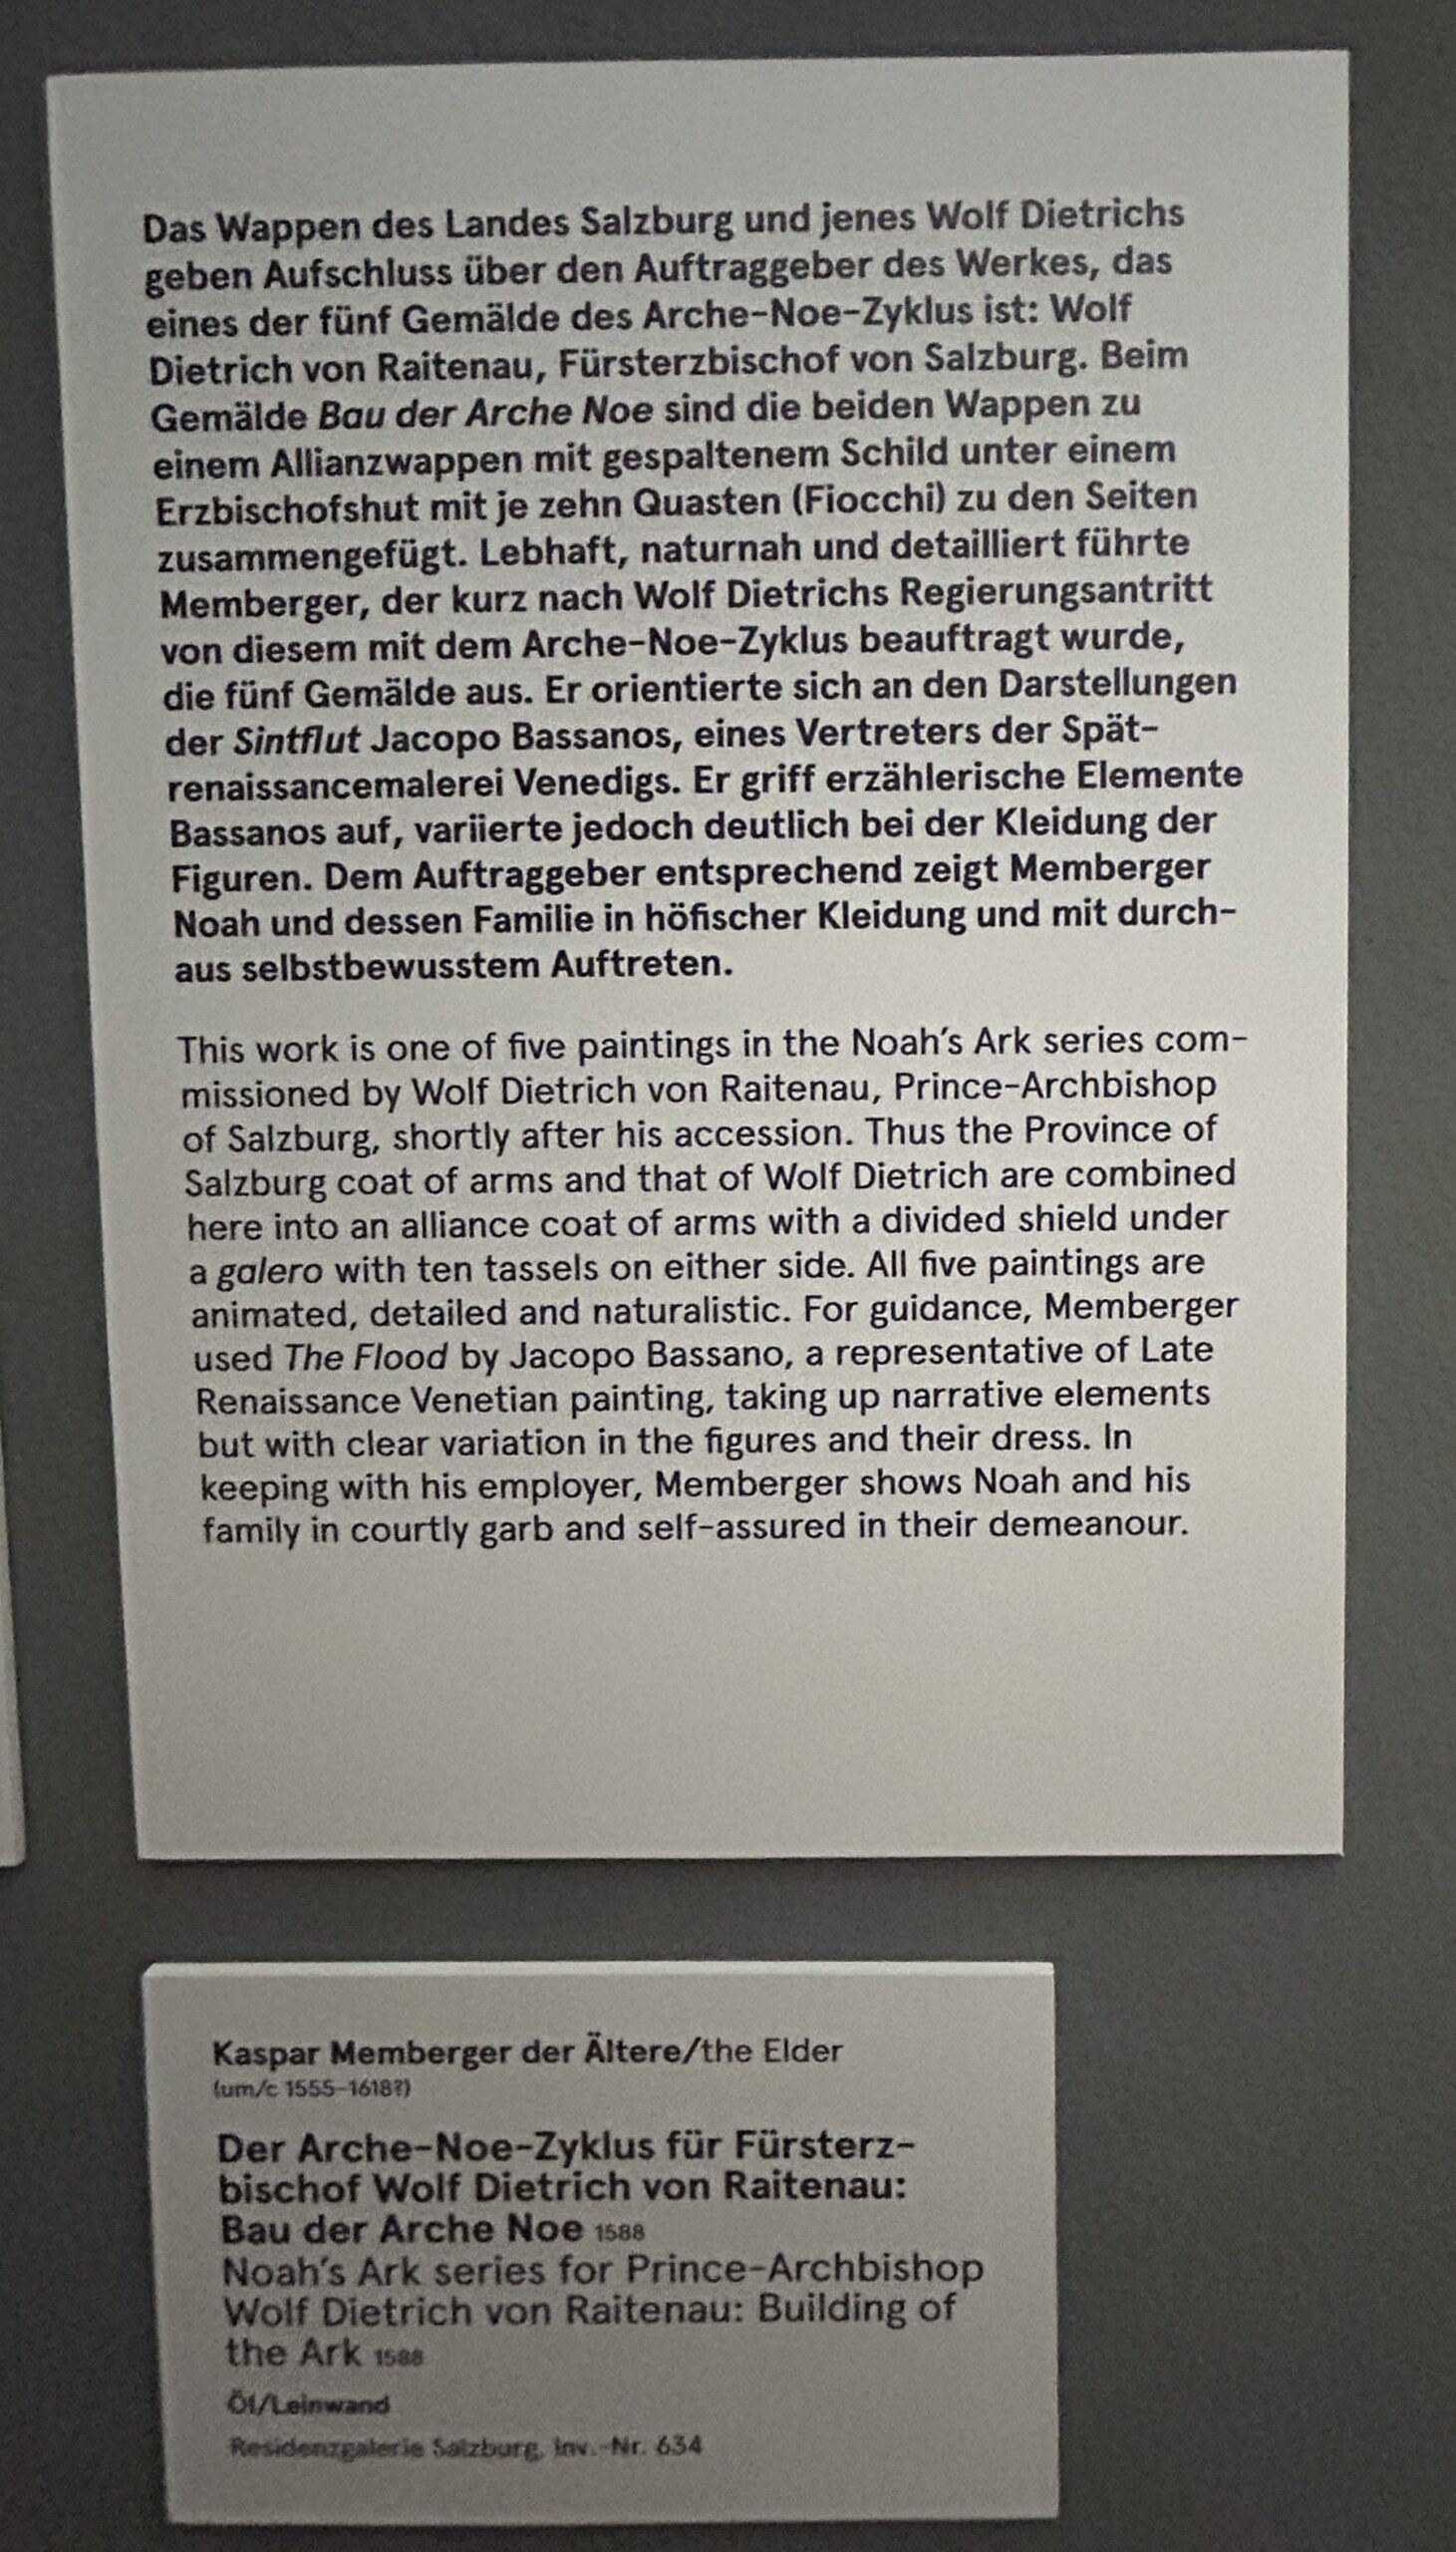 Das Wappen des Landes Salzburg und jenes Wolf Dietrichs
geben Aufschluss über den Auftraggeber des Werkes, das
eines der fünf Gemälde des Arche-Noe-Zyklus ist: Wolf
Dietrich von Raitenau, Fürsterzbischof von Salzburg. Beim
Gemälde Bau der Arche Noe sind die beiden Wappen zu
einem Allianzwappen mit gespaltenem Schild unter einem
Erzbischofshut mit je zehn Quasten (Fiocchi) zu den Seiten
zusammengefügt. Lebhaft, naturnah und detailliert führte
Memberger, der kurz nach Wolf Dietrichs Regierungsantritt
von diesem mit dem Arche-Noe-Zyklus beauftragt wurde,
die fünf Gemälde aus. Er orientierte sich an den Darstellungen
der Sintflut Jacopo Bassanos, eines Vertreters der Spät-
renaissancemalerei Venedigs. Er griff erzählerische Elemente
Bassanos auf, variierte jedoch deutlich bei der Kleidung der
Figuren. Dem Auftraggeber entsprechend zeigt Memberger
Noah und dessen Familie in höfischer Kleidung und mit durch-
aus selbstbewusstem Auftreten.
This work is one of five paintings in the Noah's Ark series com-
missioned by Wolf Dietrich von Raitenau, Prince-Archbishop
of Salzburg, shortly after his accession. Thus the Province of
Salzburg coat of arms and that of Wolf Dietrich are combined
here into an alliance coat of arms with a divided shield under
a galero with ten tassels on either side. All five paintings are
animated, detailed and naturalistic. For guidance, Memberger
used The Flood by Jacopo Bassano, a representative of Late
Renaissance Venetian painting, taking up narrative elements
but with clear variation in the figures and their dress. In
keeping with his employer, Memberger shows Noah and his
family in courtly garb and self-assured in their demeanour.
Kaspar Memberger der Ältere/the Elder
(um/c 1555-1618?)
Der Arche-Noe-Zyklus für Fürsterz-
bischof Wolf Dietrich von Raitenau:
Bau der Arche Noe 1588
Noah's Ark series for Prince-Archbishop
Wolf Dietrich von Raitenau: Building of
the Ark 1588
Öl/Leinwand
Residenzgalerie Salzburg, Inv.-Nr. 634